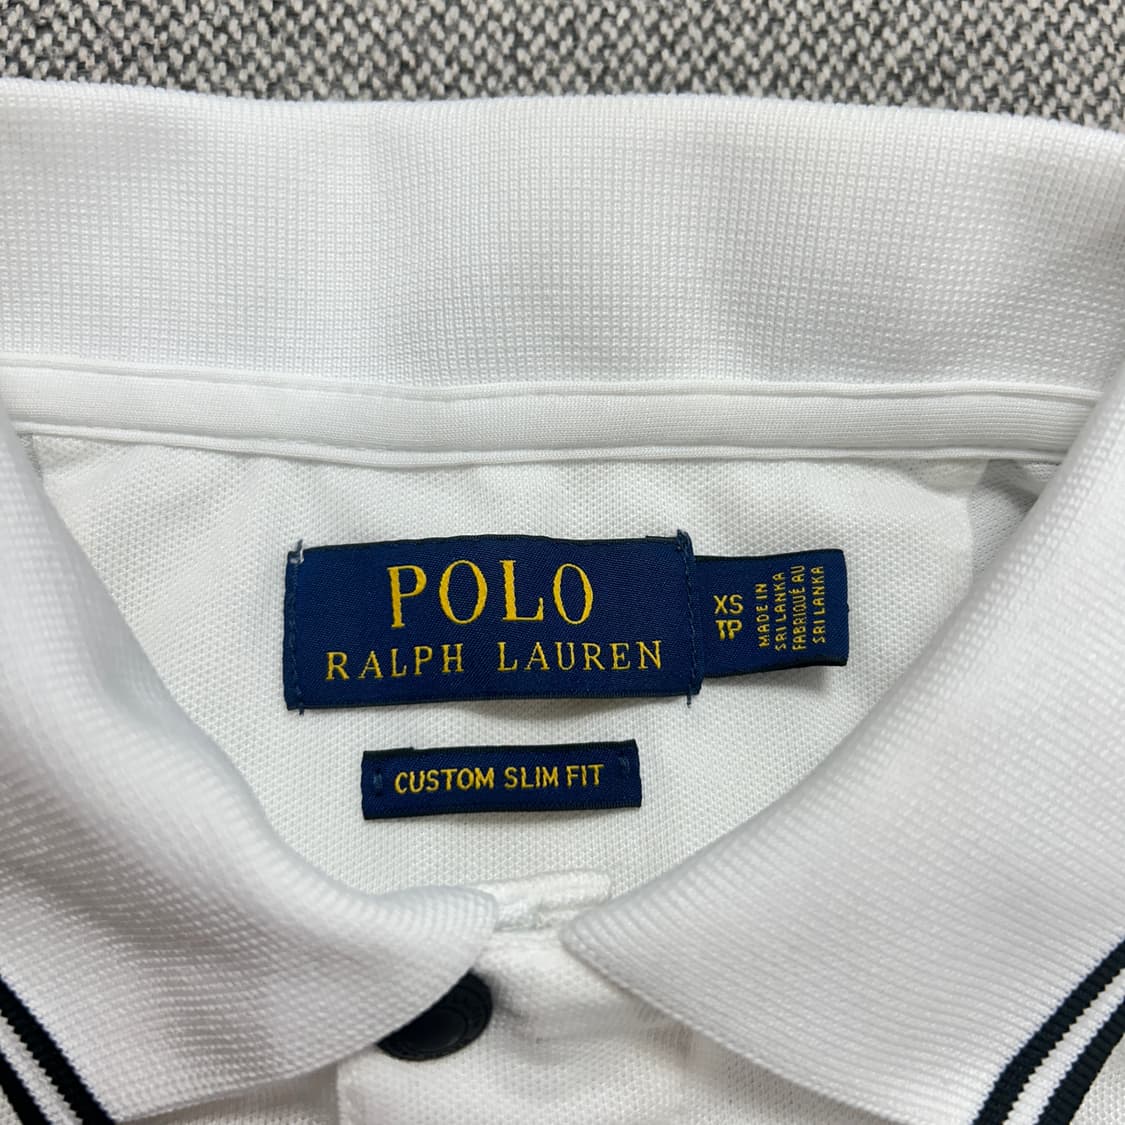 POLO
RALPH LAUREN
XS
TP
MADE IN
SRI LANKA
FABRIQUÉ AU
SRI LANKA
CUSTOM SLIM FIT